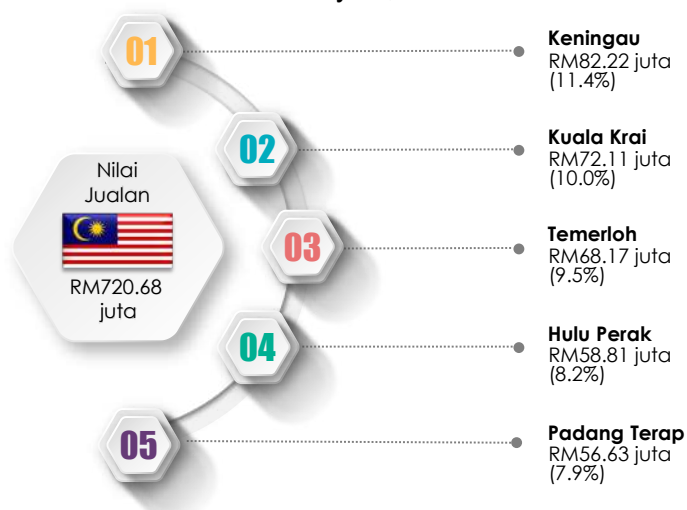 01
Keningau
RM82.22 juta
(11.4%)
02
Kuala Krai
RM72.11 juta
(10.0%)
Nilai
Jualan
RM720.68
juta
03
Temerloh
RM68.17 juta
(9.5%)
04
Hulu Perak
RM58.81 juta
(8.2%)
05
Padang Terap
RM56.63 juta
(7.9%)